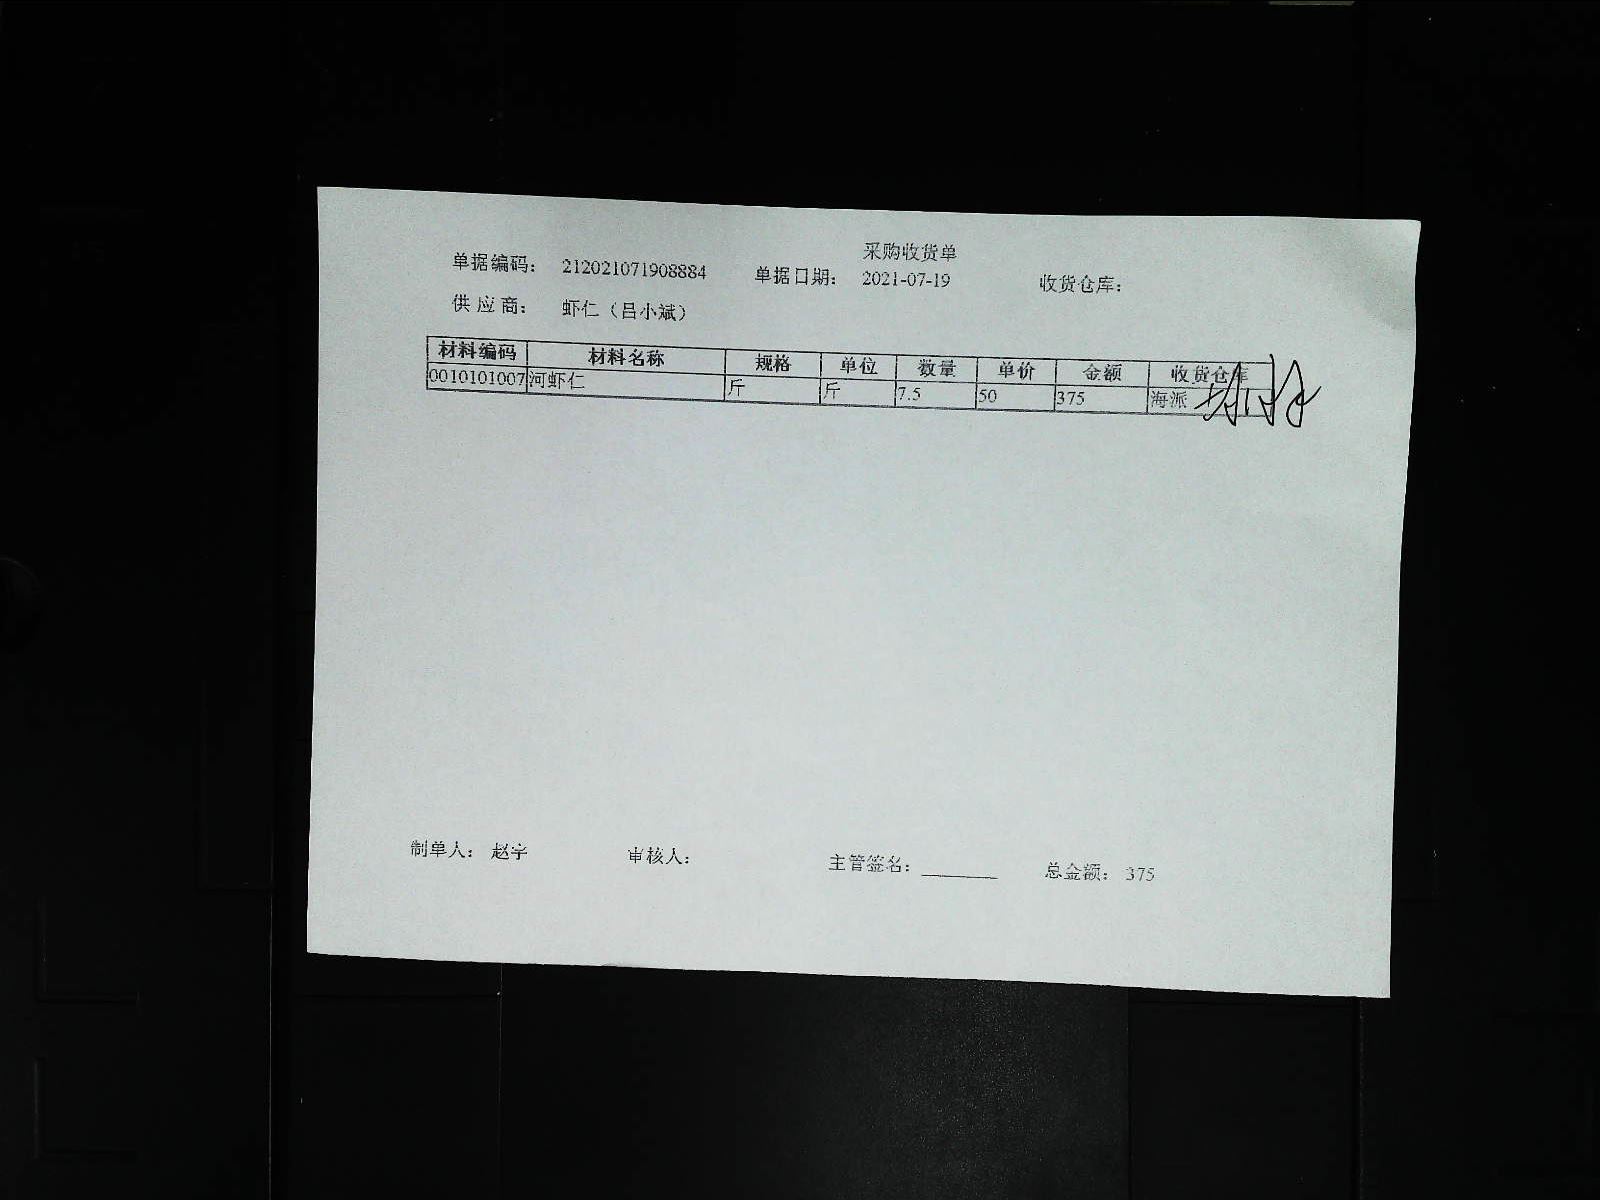 采购收货单
单据编码： 212021071908884 单据日期： 2021-07-19 收货仓库：
供应商： 虾仁（吕小斌）
材料编码 材料名称 规格 单位 数量 单价 金额 收货仓库
0010101007 河虾仁 斤 斤 7.5 50 375 海派
制单人： 赵宇 审核人： 主管签名： ________ 总金额： 375